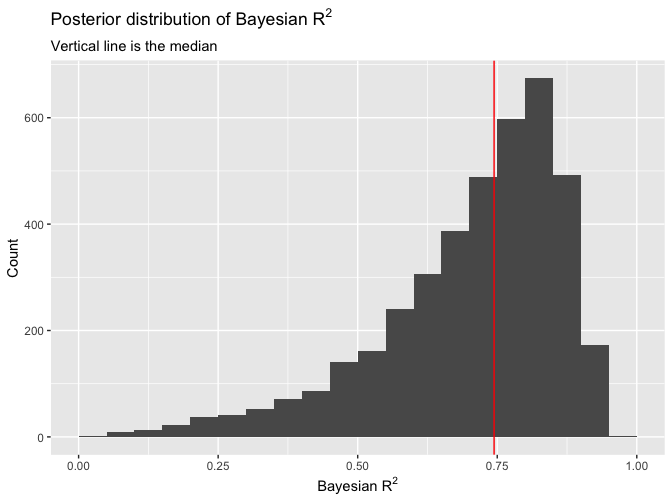 Posterior distribution of Bayesian R²
Vertical line is the median
600
400
200
0
Count
0.00 0.25 0.50 0.75 1.00
Bayesian R²